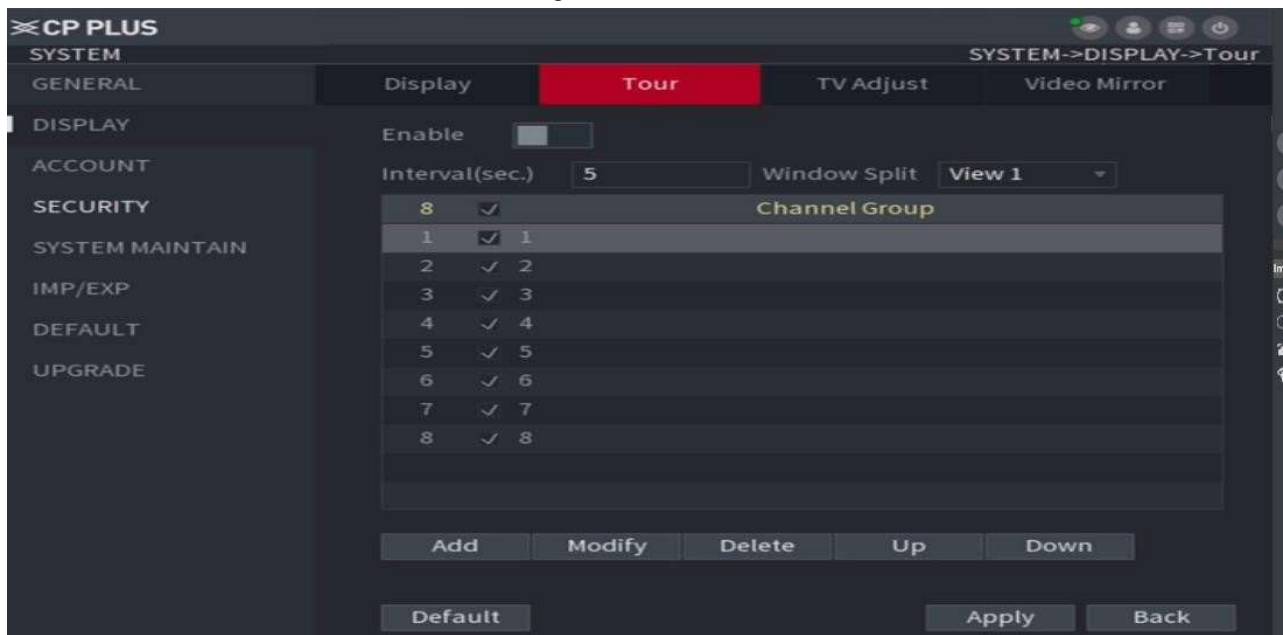 CP PLUS
SYSTEM
SYSTEM->DISPLAY->Tour
GENERAL
DISPLAY
ACCOUNT
SECURITY
SYSTEM MAINTAIN
IMP/EXP
DEFAULT
UPGRADE
Display Tour TV Adjust Video Mirror
Enable
Interval(sec.) 5 Window Split View 1
8 Channel Group
1 1
2 2
3 3
4 4
5 5
6 6
7 7
8 8
Add Modify Delete Up Down
Default Apply Back